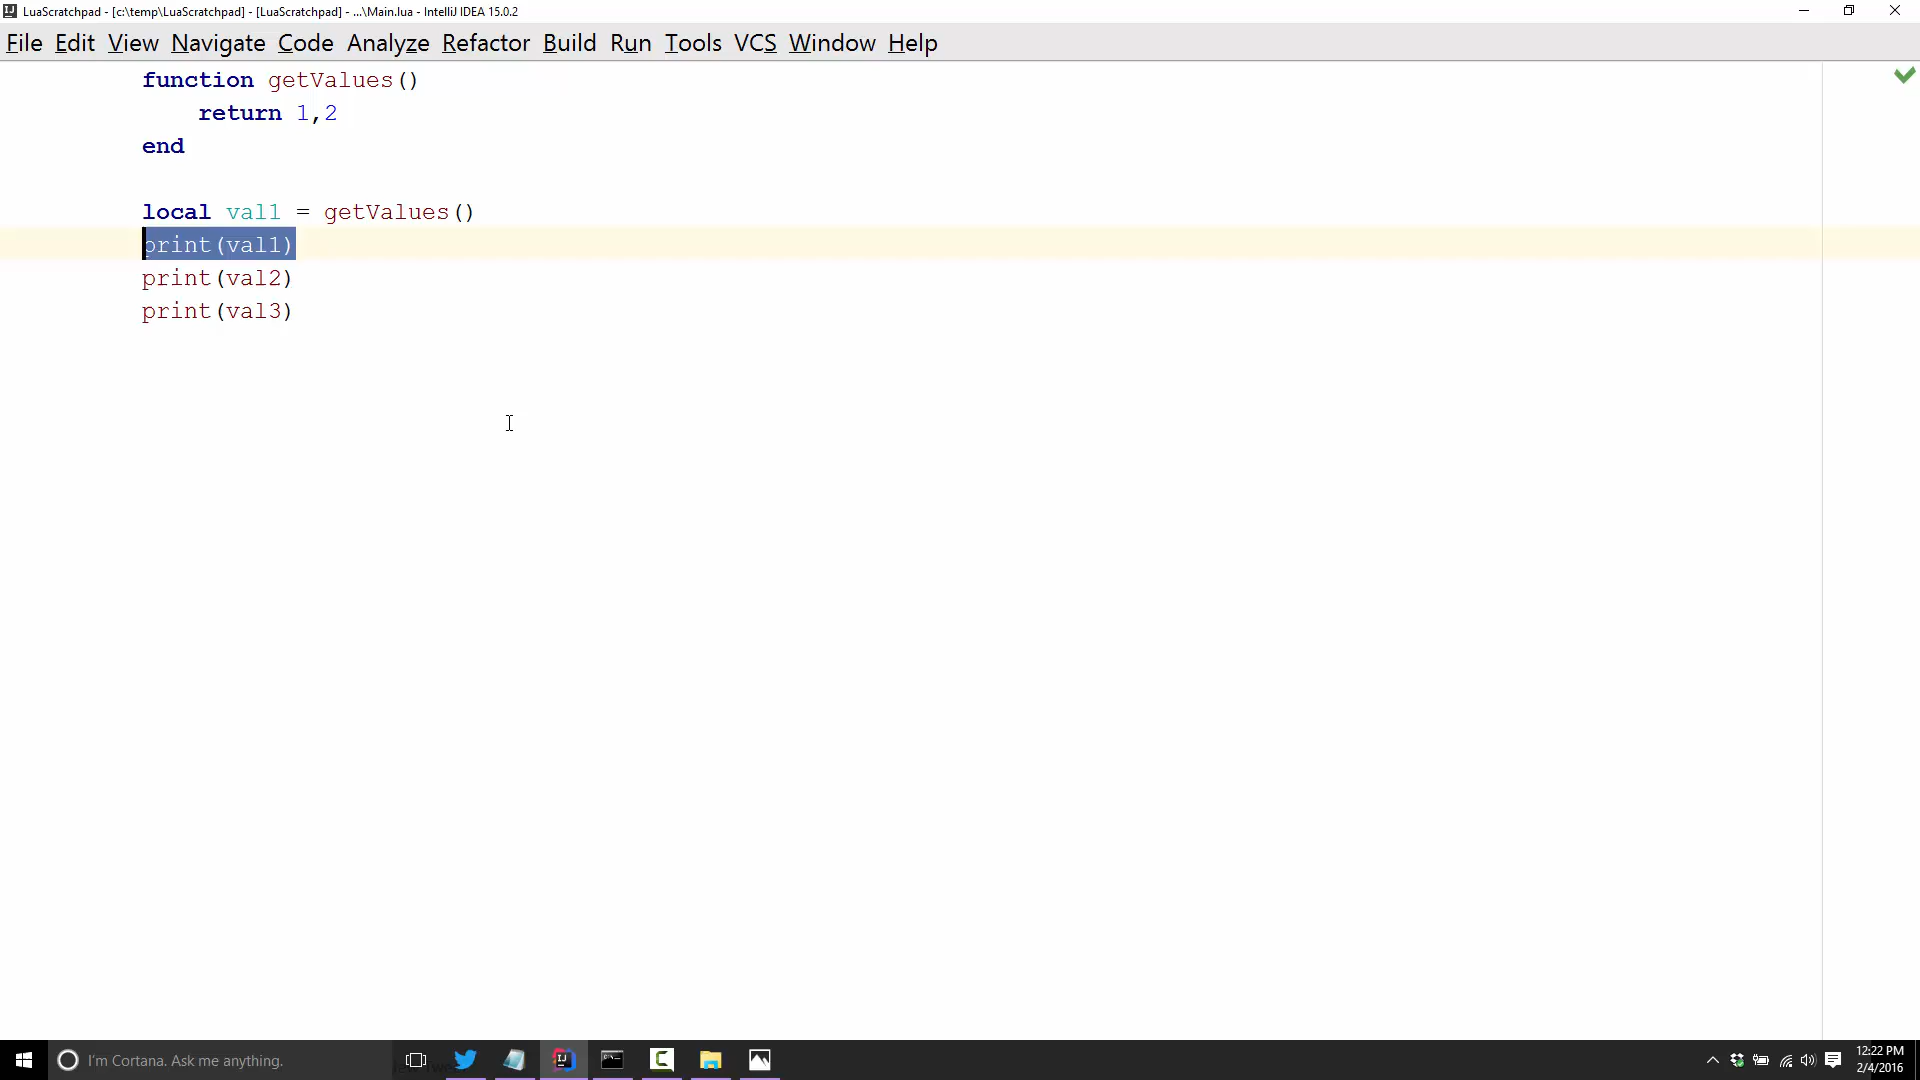 LuaScratchpad - [c:\temp\LuaScratchpad] - [LuaScratchpad] - ...\Main.lua - IntelliJ IDEA 15.0.2
File Edit View Navigate Code Analyze Refactor Build Run Tools VCS Window Help
function getValues()
    return 1,2
end
local val1 = getValues()
print(val1)
print(val2)
print(val3)
I'm Cortana. Ask me anything.
12:22 PM
2/4/2016